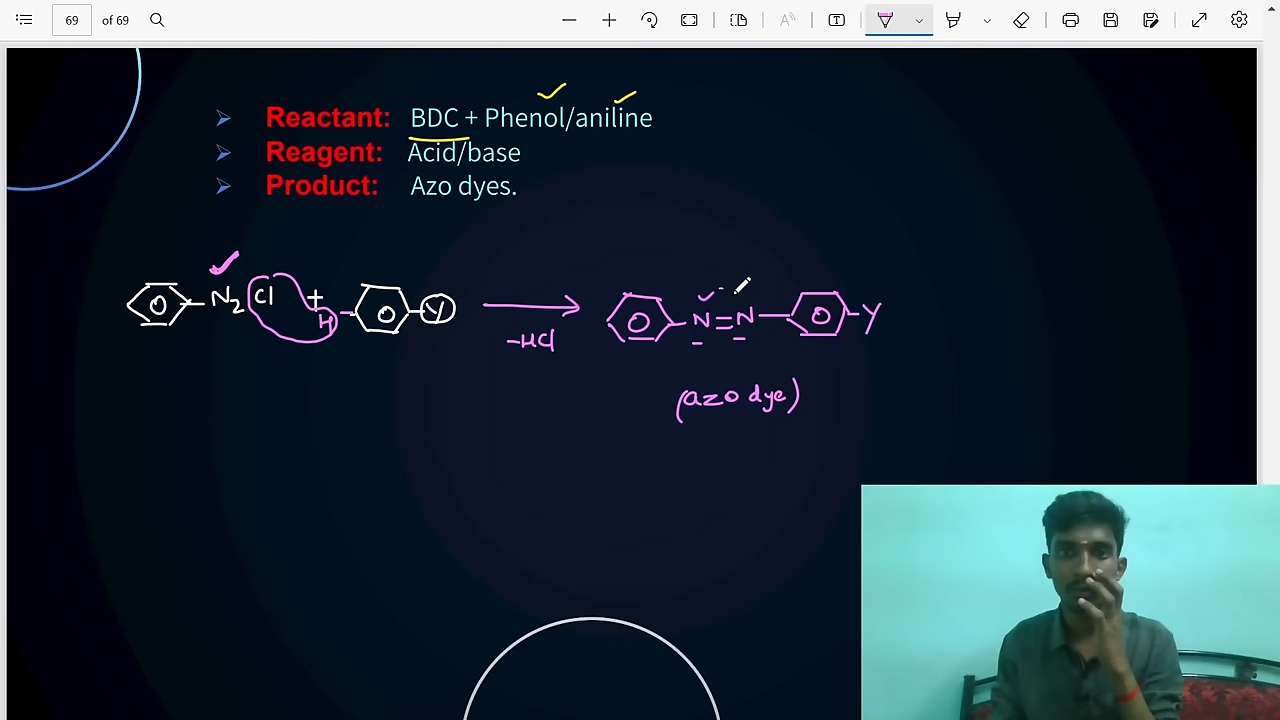 69 of 69
Reactant: BDC + Phenol/aniline
Reagent: Acid/base
Product: Azo dyes.
N2 Cl + H Y
-HCl
N=N Y
(azo dye)